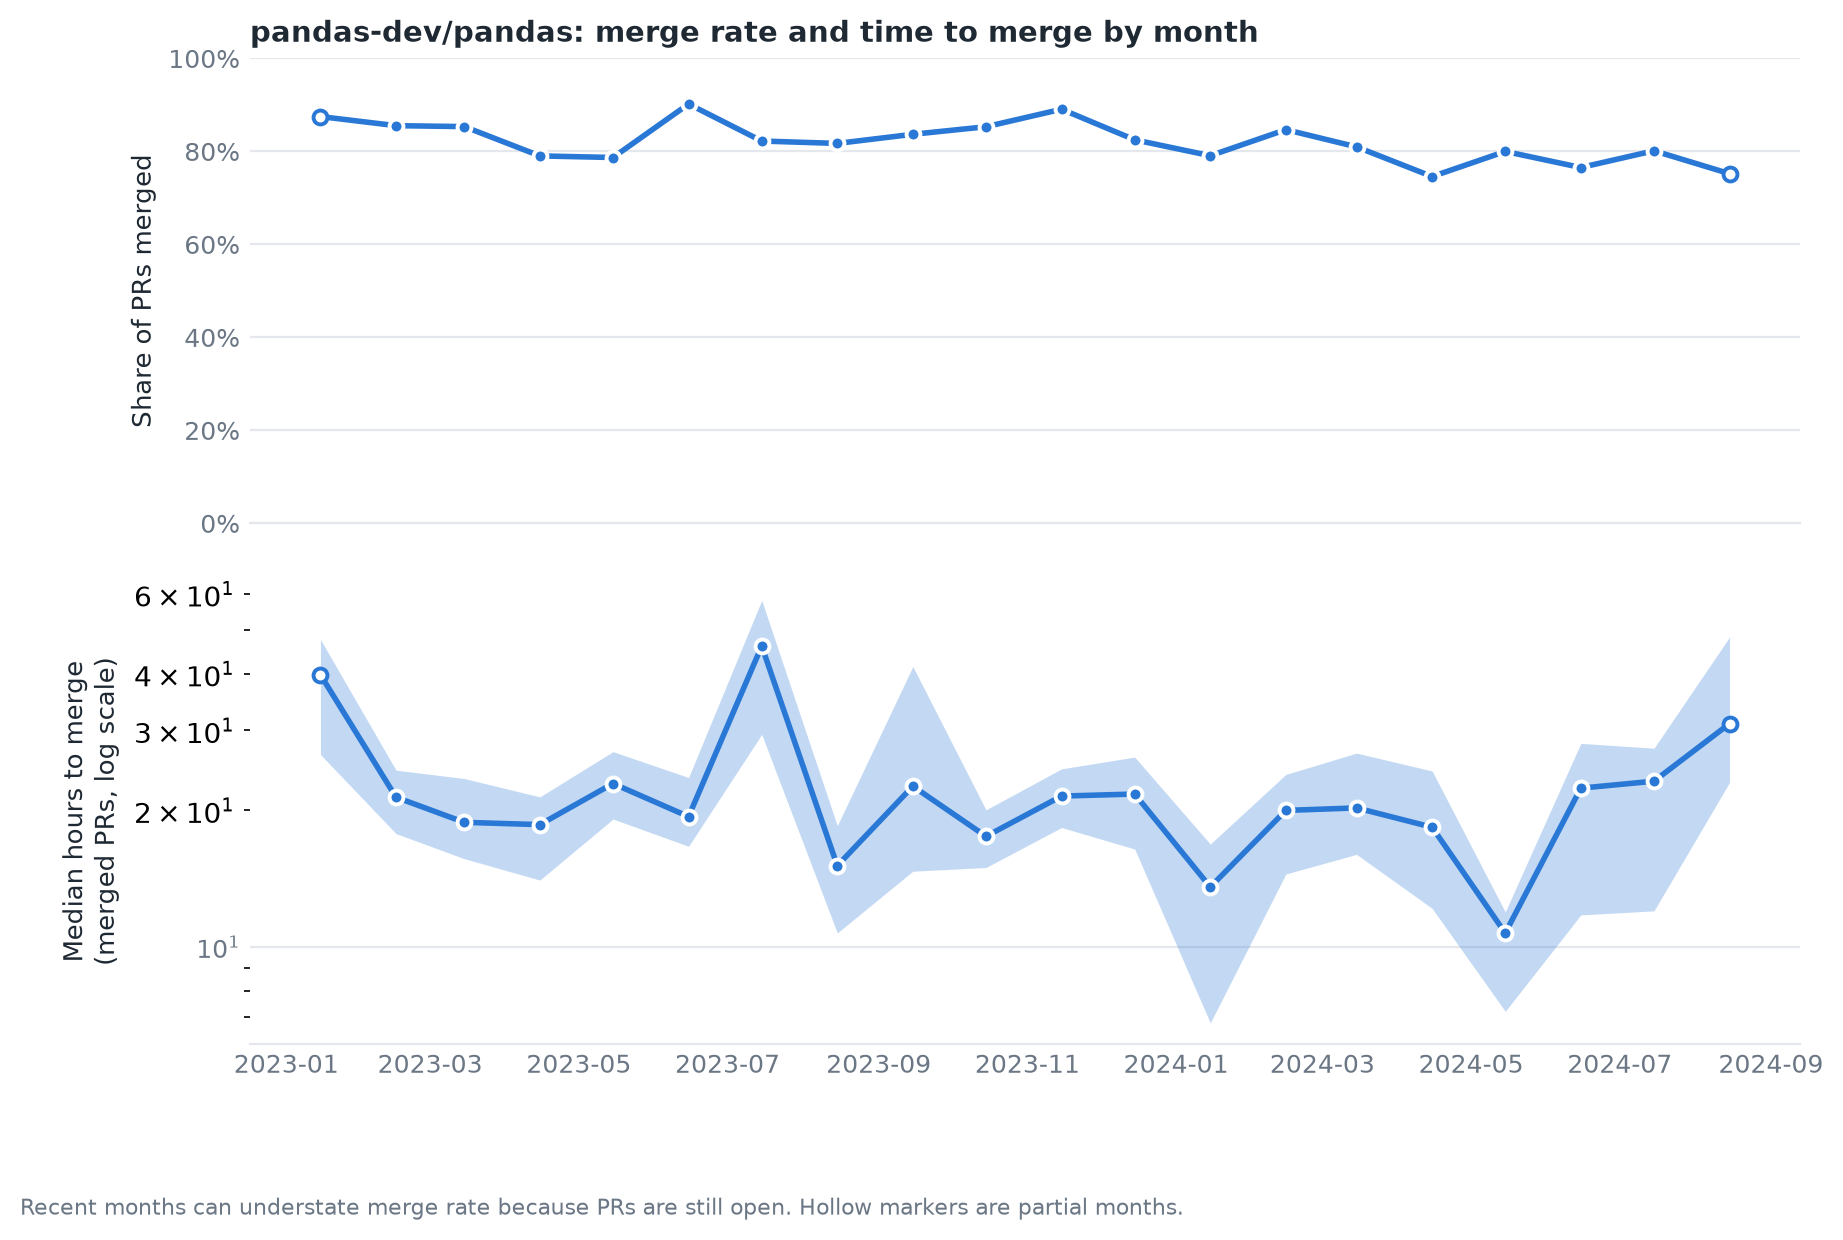 pandas-dev/pandas: merge rate and time to merge by month
100%
80%
60%
40%
20%
0%
Share of PRs merged
6 × 10¹
4 × 10¹
3 × 10¹
2 × 10¹
10¹
Median hours to merge
(merged PRs, log scale)
2023-01 2023-03 2023-05 2023-07 2023-09 2023-11 2024-01 2024-03 2024-05 2024-07 2024-09
Recent months can understate merge rate because PRs are still open. Hollow markers are partial months.